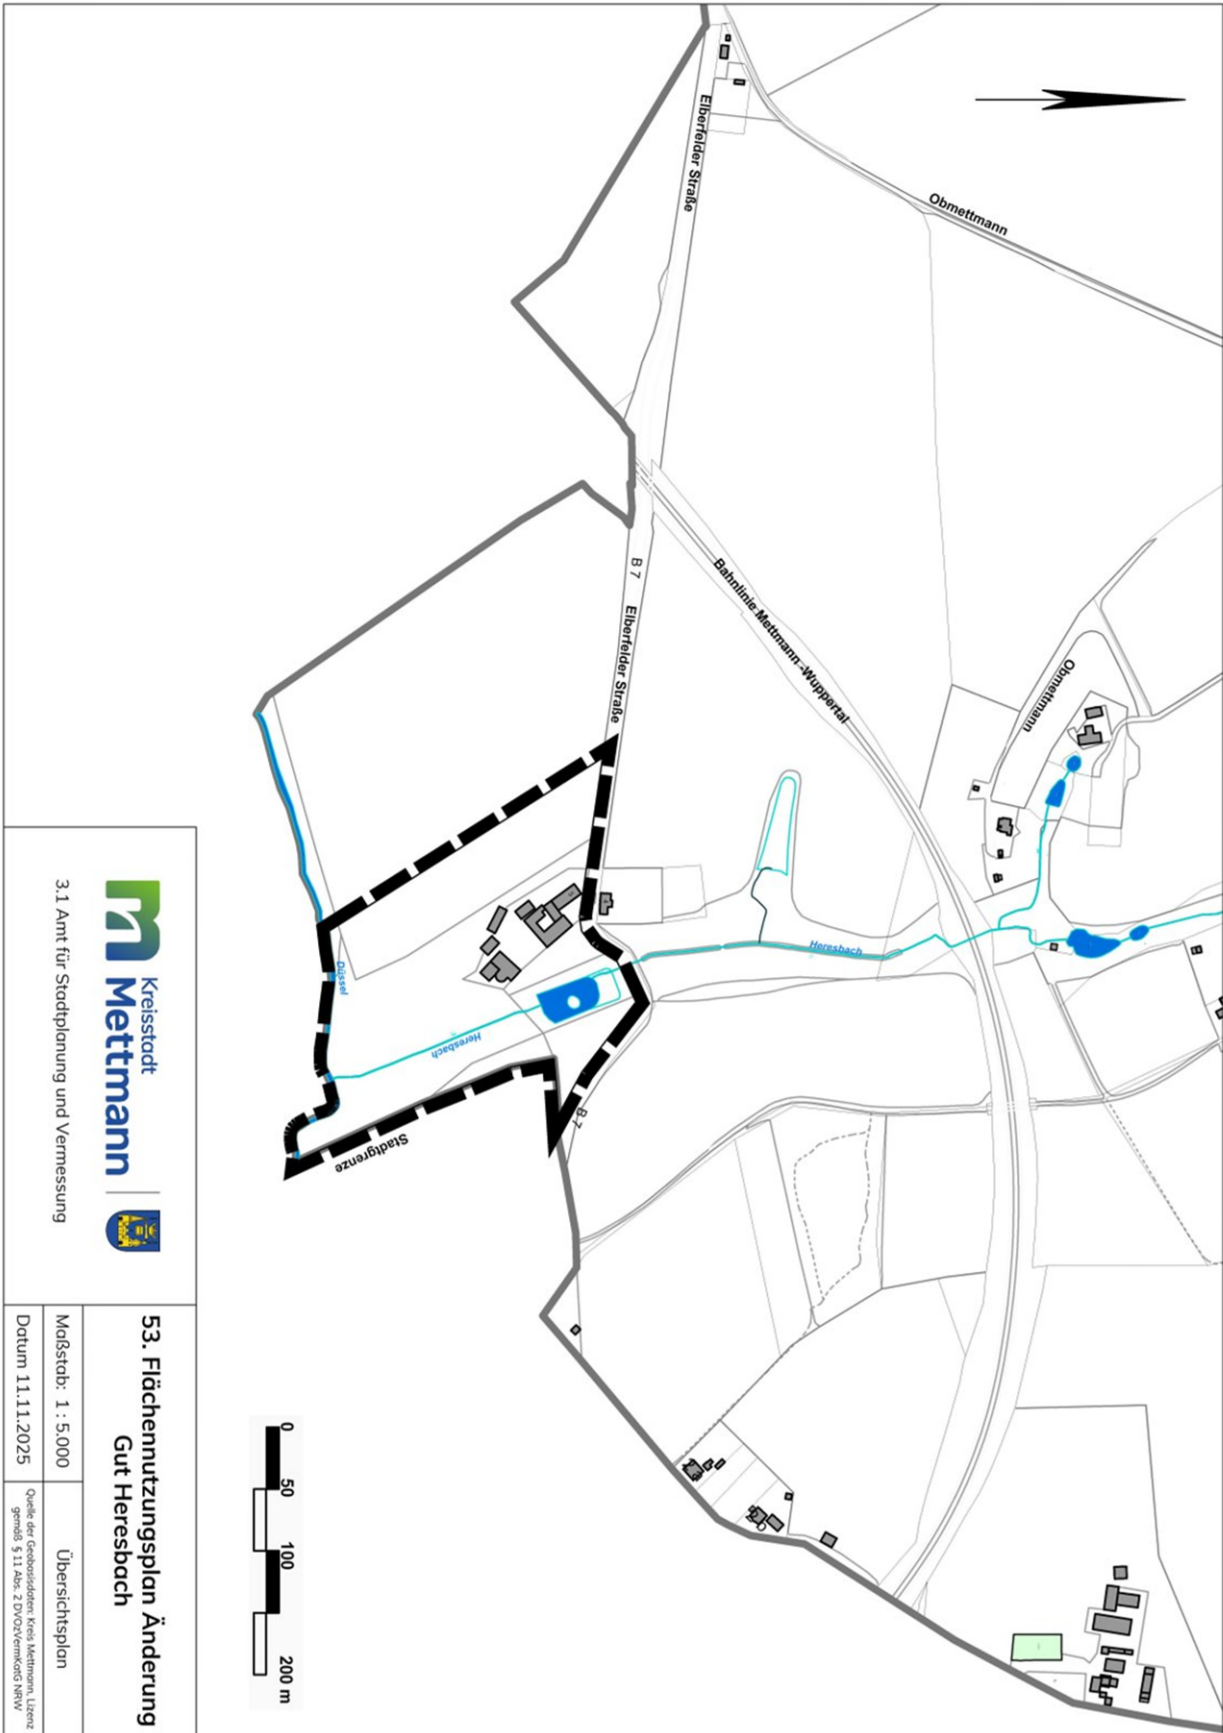 Elberfelder Straße
Obmettmann
B 7
Elberfelder Straße
Bahnlinie Mettmann -Wuppertal
Obmettmann
Heresbach
Düssel
Heresbach
B 7
Stadtgrenze
Kreisstadt
Mettmann
3.1 Amt für Stadtplanung und Vermessung
53. Flächennutzungsplan Änderung
Gut Heresbach
Maßstab: 1 : 5.000
Übersichtsplan
Datum 11.11.2025
Quelle der Geobasisdaten: Kreis Mettmann, Lizenz
gemäß § 11 Abs. 2 DVOzVermKatG NRW
0 50 100 200 m